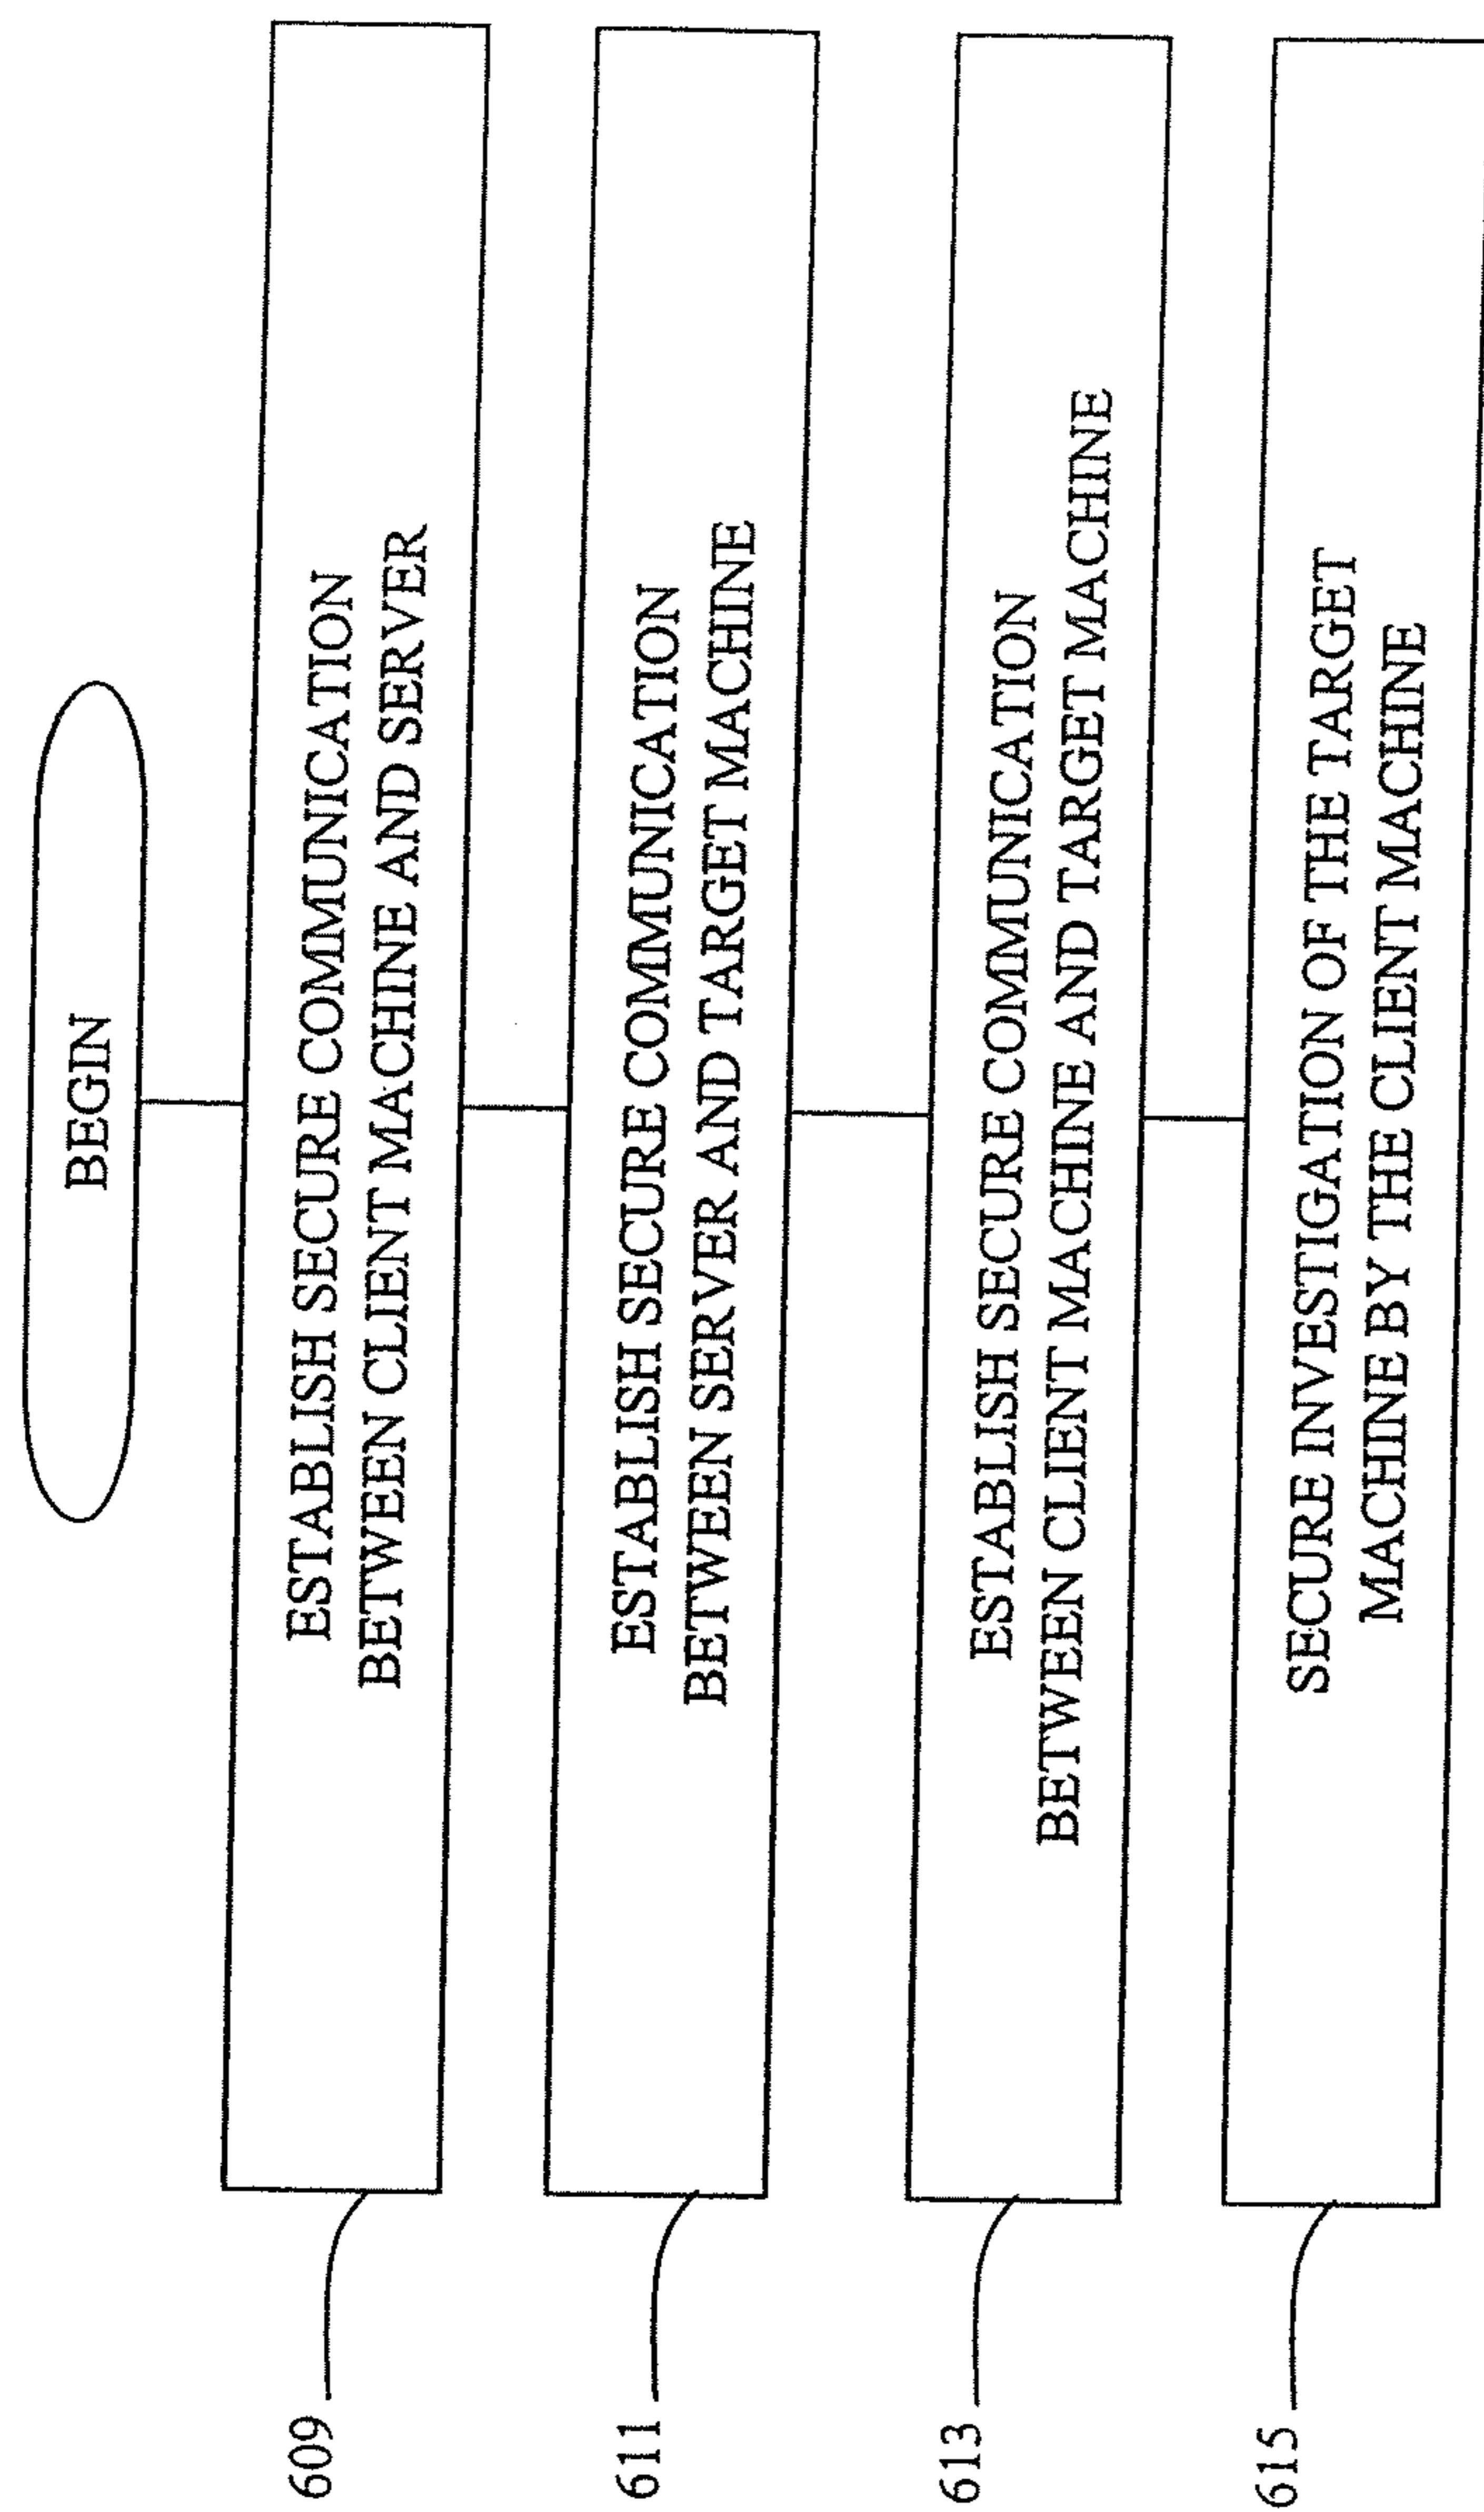 BEGIN
609
ESTABLISH SECURE COMMUNICATION
BETWEEN CLIENT MACHINE AND SERVER
611
ESTABLISH SECURE COMMUNICATION
BETWEEN SERVER AND TARGET MACHINE
613
ESTABLISH SECURE COMMUNICATION
BETWEEN CLIENT MACHINE AND TARGET MACHINE
615
SECURE INVESTIGATION OF THE TARGET
MACHINE BY THE CLIENT MACHINE